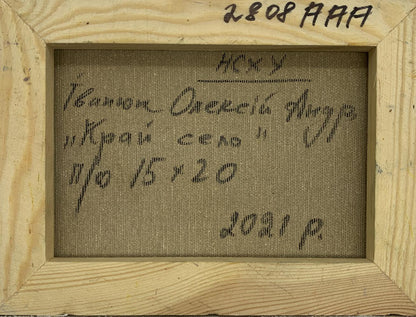 2808 AAA
НСХУ
Іванюк Олексій Андр
„Край село"
п/о 15 x 20
2021 р.